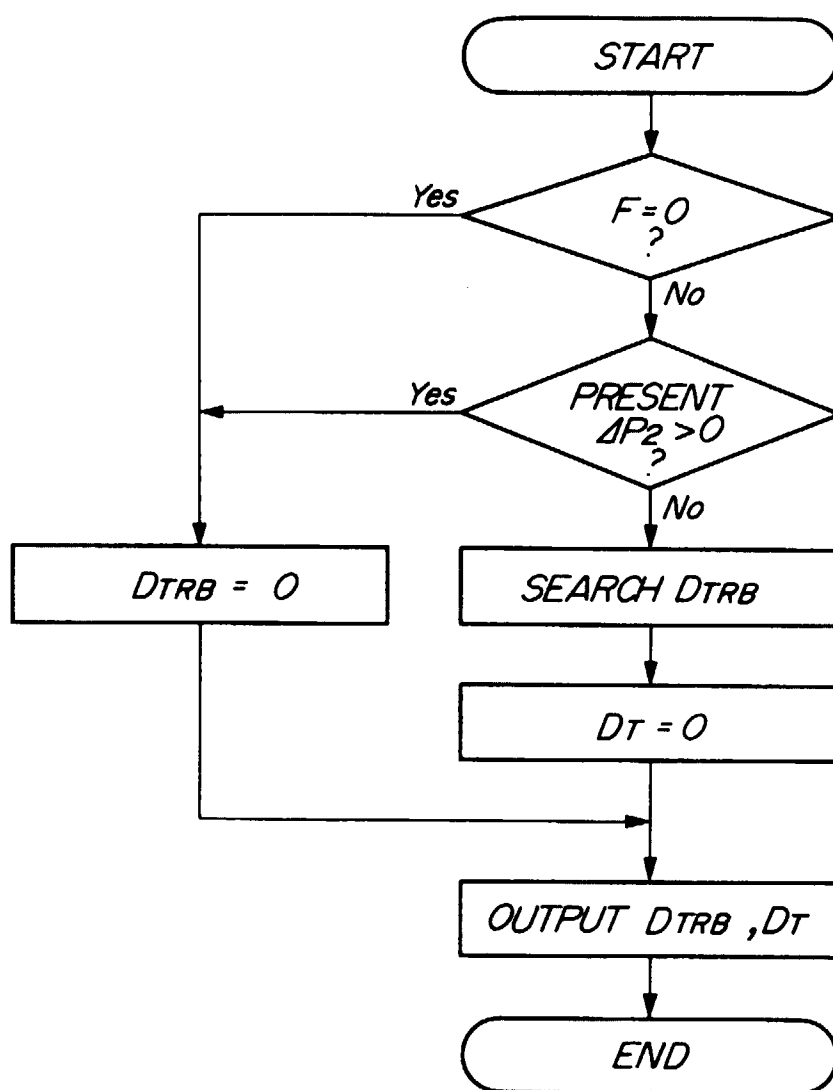 START
Yes
F=0
?
No
Yes
PRESENT
ΔP2 >0
?
No
DTRB = 0
SEARCH DTRB
DT = 0
OUTPUT DTRB ,DT
END